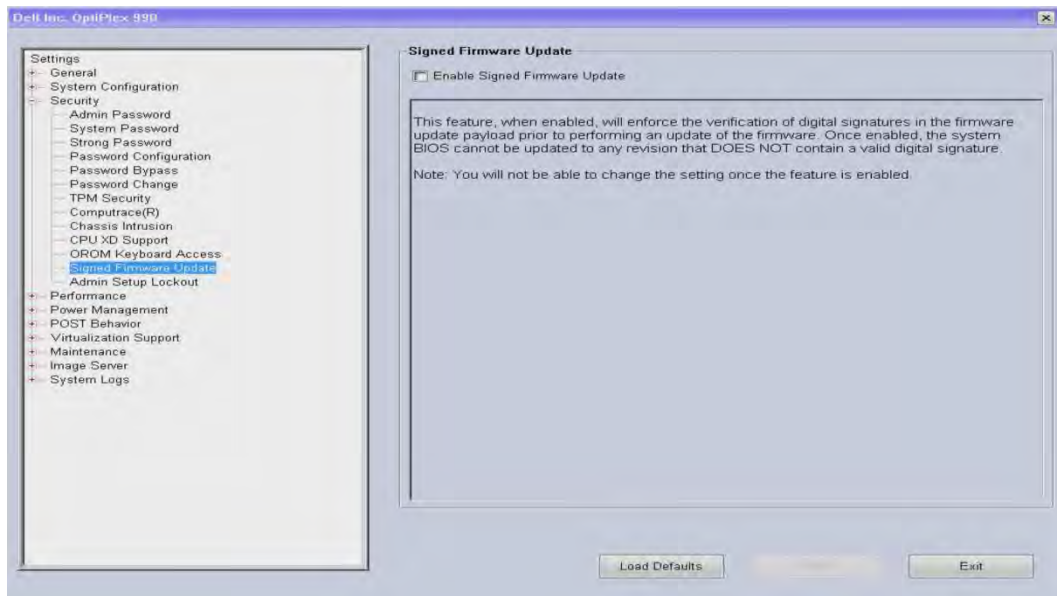 Dell Inc. OptiPlex 990
Settings
General
System Configuration
Security
Admin Password
System Password
Strong Password
Password Configuration
Password Bypass
Password Change
TPM Security
Computrace(R)
Chassis Intrusion
CPU XD Support
OROM Keyboard Access
Signed Firmware Update
Admin Setup Lockout
Performance
Power Management
POST Behavior
Virtualization Support
Maintenance
Image Server
System Logs
Signed Firmware Update
Enable Signed Firmware Update
This feature, when enabled, will enforce the verification of digital signatures in the firmware
update payload prior to performing an update of the firmware. Once enabled, the system
BIOS cannot be updated to any revision that DOES NOT contain a valid digital signature.
Note: You will not be able to change the setting once the feature is enabled.
Load Defaults
Exit